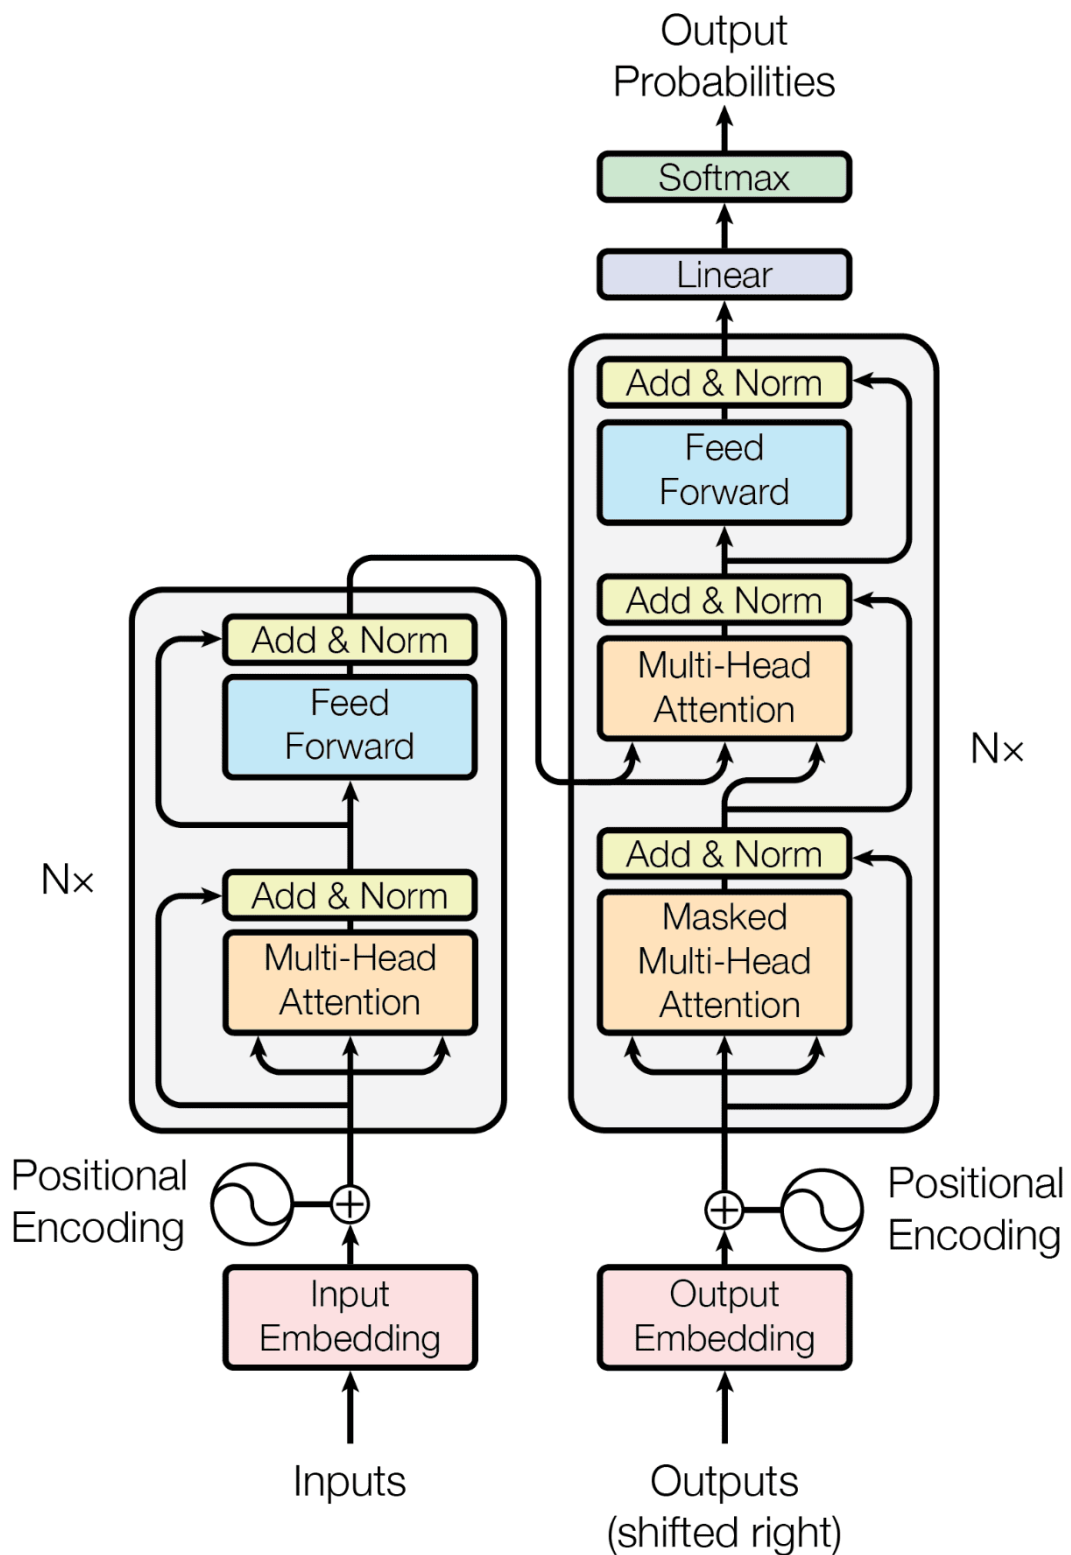 Output
Probabilities
Softmax
Linear
Add & Norm
Feed
Forward
Add & Norm
Multi-Head
Attention
Add & Norm
Masked
Multi-Head
Attention
N×
Add & Norm
Feed
Forward
Add & Norm
Multi-Head
Attention
N×
Positional
Encoding
Input
Embedding
Inputs
Positional
Encoding
Output
Embedding
Outputs
(shifted right)